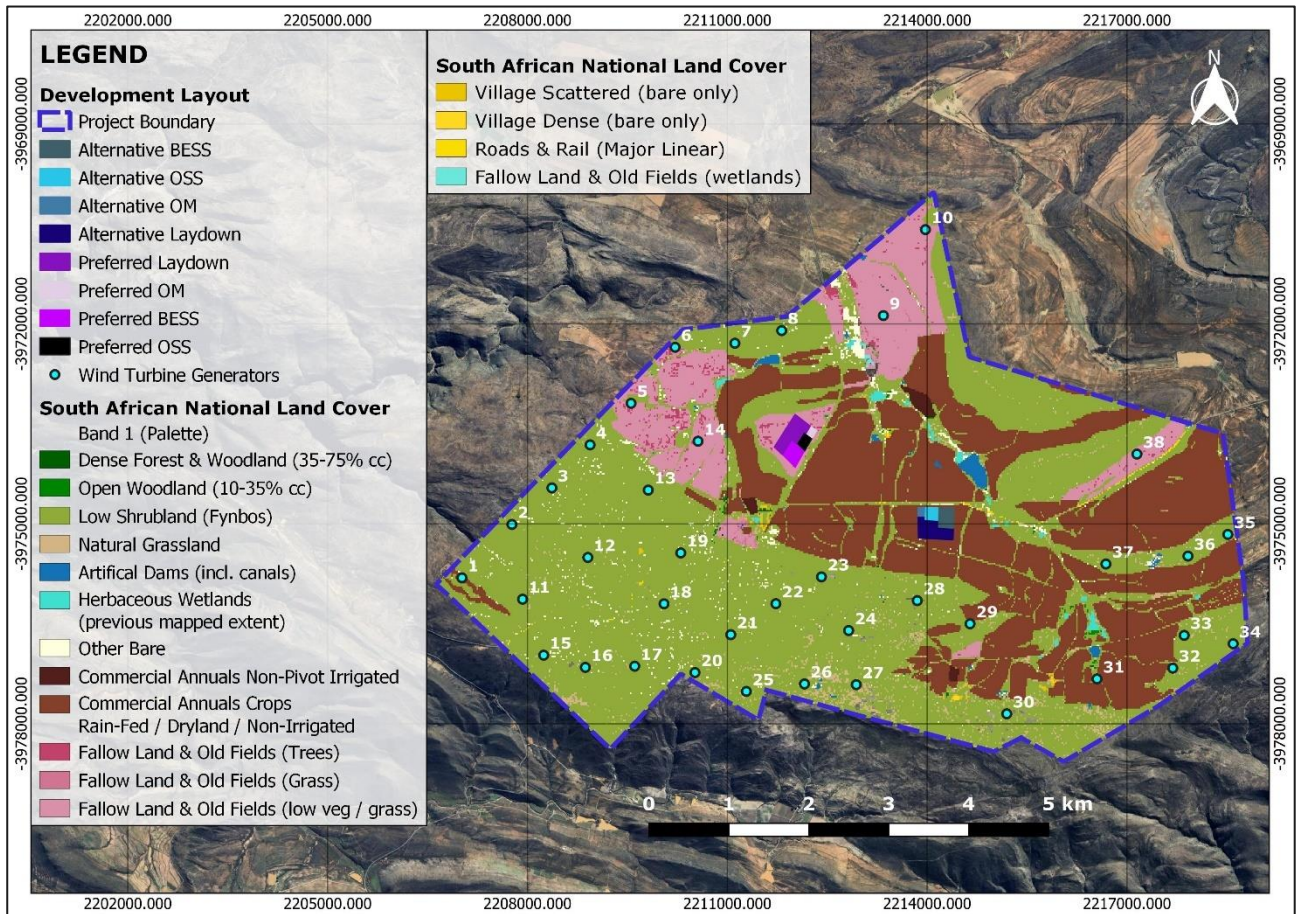 2202000.000
2205000.000
2208000.000
2211000.000
2214000.000
2217000.000
LEGEND
Development Layout
Project Boundary
Alternative BESS
Alternative OSS
Alternative OM
Alternative Laydown
Preferred Laydown
Preferred OM
Preferred BESS
Preferred OSS
Wind Turbine Generators
South African National Land Cover
Band 1 (Palette)
Dense Forest & Woodland (35-75% cc)
Open Woodland (10-35% cc)
Low Shrubland (Fynbos)
Natural Grassland
Artifical Dams (incl. canals)
Herbaceous Wetlands
(previous mapped extent)
Other Bare
Commercial Annuals Non-Pivot Irrigated
Commercial Annuals Crops
Rain-Fed / Dryland / Non-Irrigated
Fallow Land & Old Fields (Trees)
Fallow Land & Old Fields (Grass)
Fallow Land & Old Fields (low veg / grass)
South African National Land Cover
Village Scattered (bare only)
Village Dense (bare only)
Roads & Rail (Major Linear)
Fallow Land & Old Fields (wetlands)
N
-3969000.000
-3972000.000
-3975000.000
-3978000.000
-3969000.000
-3972000.000
-3975000.000
-3978000.000
10
9
8
7
6
5
14
4
38
3
13
2
35
19
36
12
37
1
23
11
18
22
28
29
24
21
33
34
15
16
17
20
32
31
26
27
25
30
0 1 2 3 4 5 km
2202000.000
2205000.000
2208000.000
2211000.000
2214000.000
2217000.000